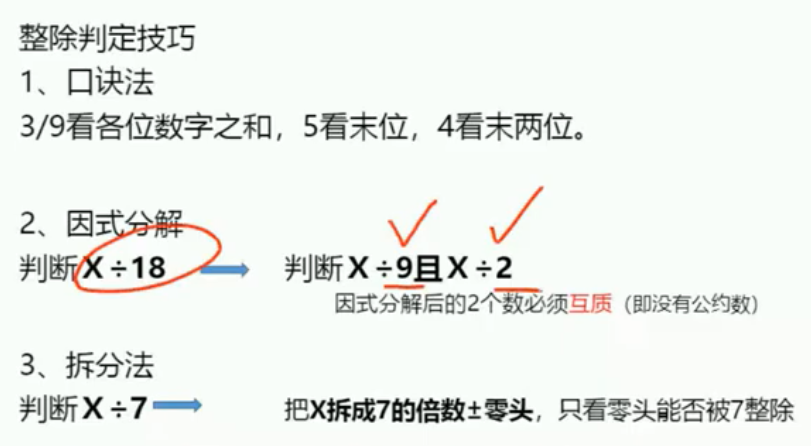 整除判定技巧
1、口诀法
3/9看各位数字之和，5看末位，4看末两位。
2、因式分解
判断X÷18 判断X÷9且X÷2
因式分解后的2个数必须互质（即没有公约数）
3、拆分法
判断X÷7 把X拆成7的倍数±零头，只看零头能否被7整除